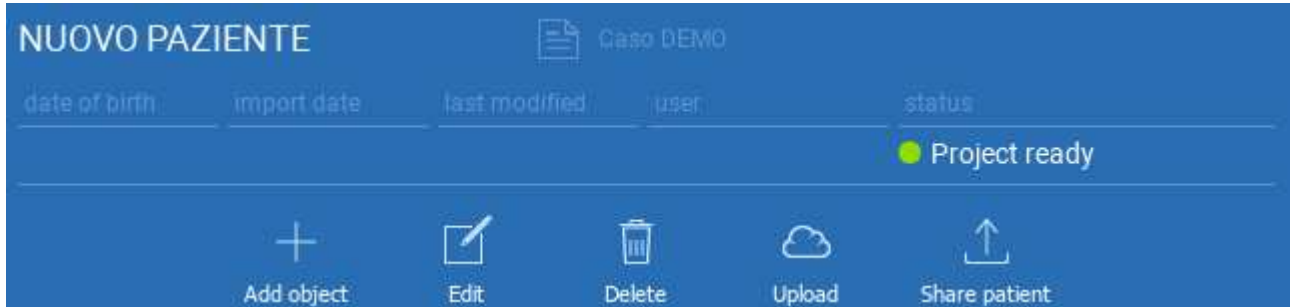 NUOVO PAZIENTE Caso DEMO
date of birth import date last modified user status
Project ready
Add object Edit Delete Upload Share patient